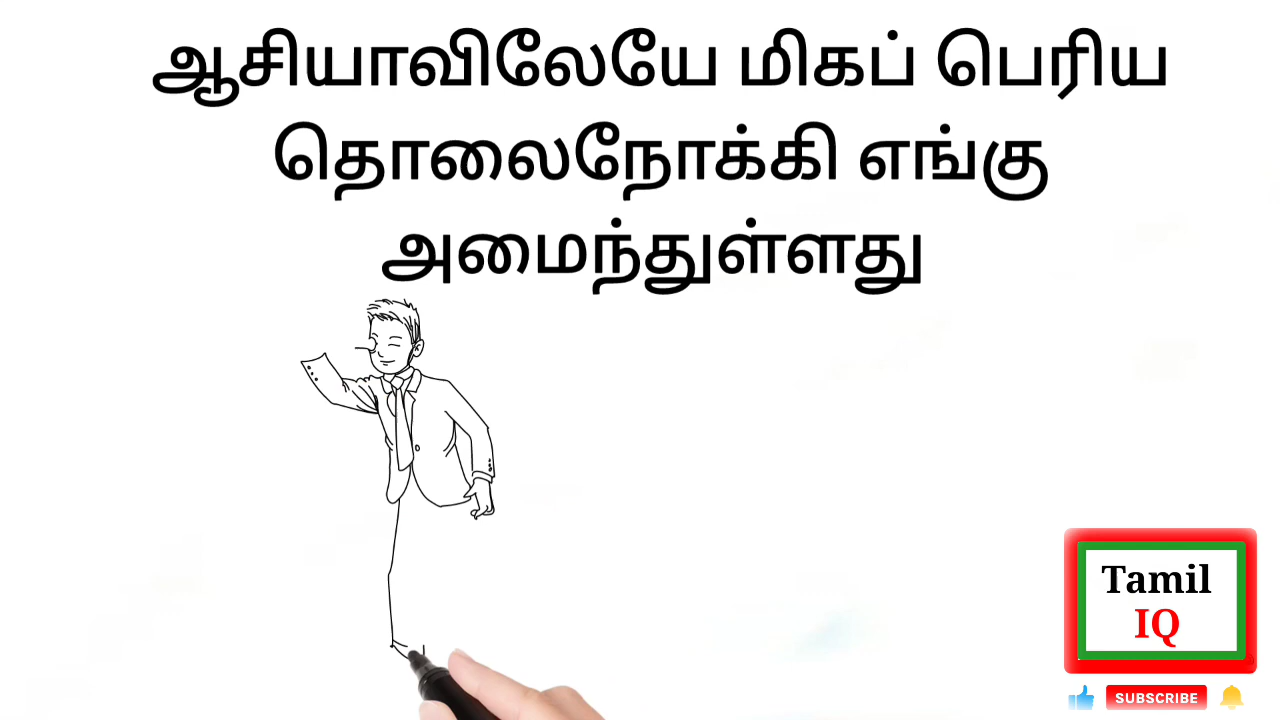 ஆசியாவிலேயே மிகப் பெரிய
தொலைநோக்கி எங்கு
அமைந்துள்ளது
Tamil
IQ
SUBSCRIBE